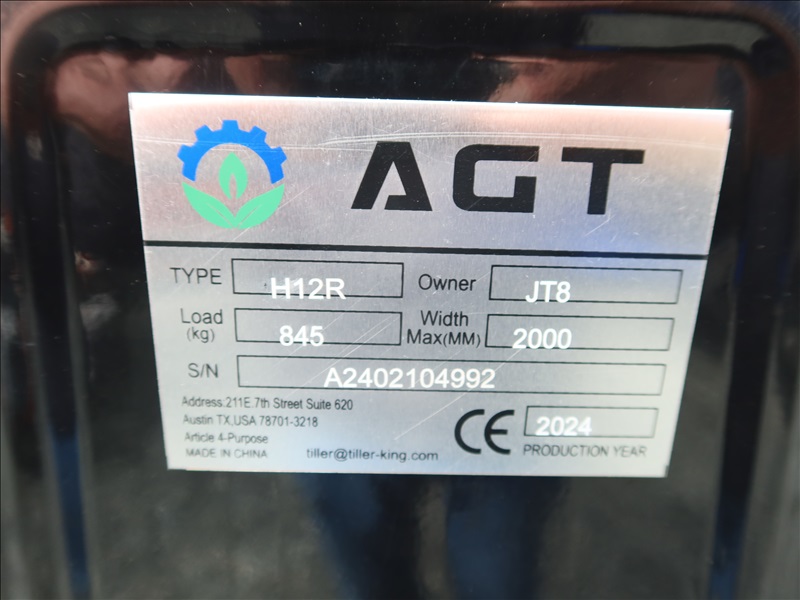 AGT
TYPE H12R Owner JT8
Load (kg) 845 Width Max(MM) 2000
S/N A2402104992
Address:211E.7th Street Suite 620
Austin TX,USA 78701-3218
Article 4-Purpose
MADE IN CHINA tiller@tiller-king.com
CE 2024
PRODUCTION YEAR